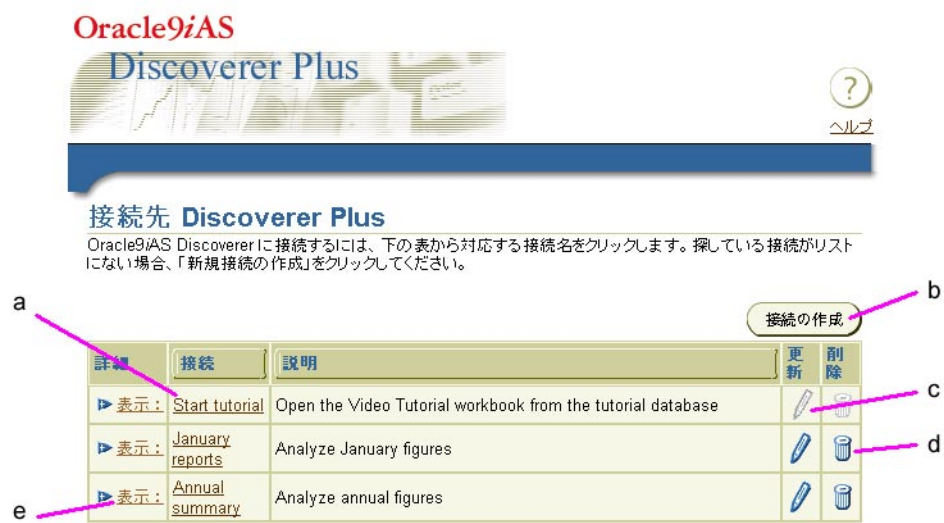 Oracle9iAS
Discoverer Plus
?
ヘルプ
接続先 Discoverer Plus
Oracle9iAS Discovererに接続するには、下の表から対応する接続名をクリックします。探している接続がリスト
にない場合、「新規接続の作成」をクリックしてください。
a
b
接続の作成
詳細 接続 説明 更新 削除
表示： Start tutorial Open the Video Tutorial workbook from the tutorial database
c
表示： January reports Analyze January figures
d
表示： Annual summary Analyze annual figures
e